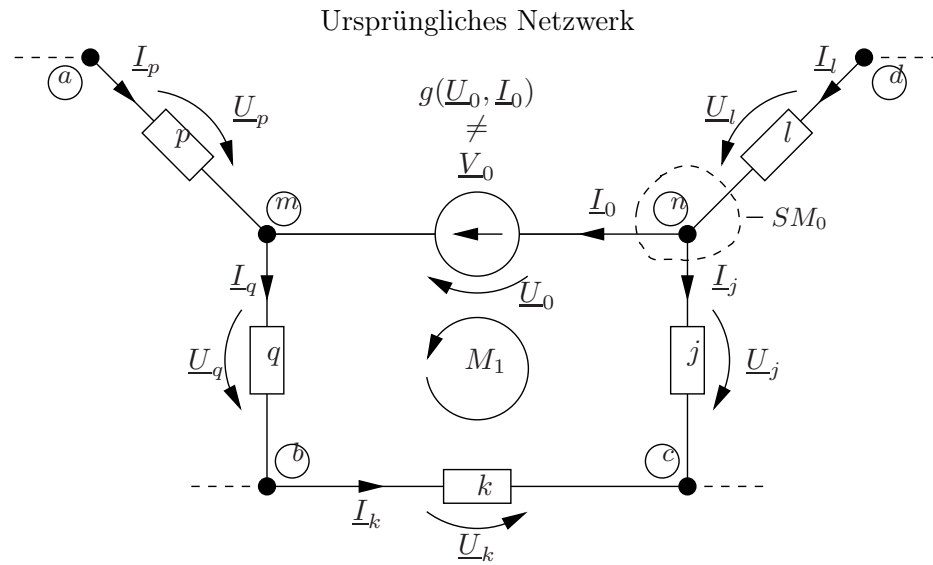 Ursprüngliches Netzwerk
I_p
I_l
a
d
g(U_0, I_0)
≠
V_0
U_p
U_l
p
l
m
n
I_0
SM_0
I_q
U_0
I_j
U_q
q
M_1
j
U_j
b
c
k
I_k
U_k